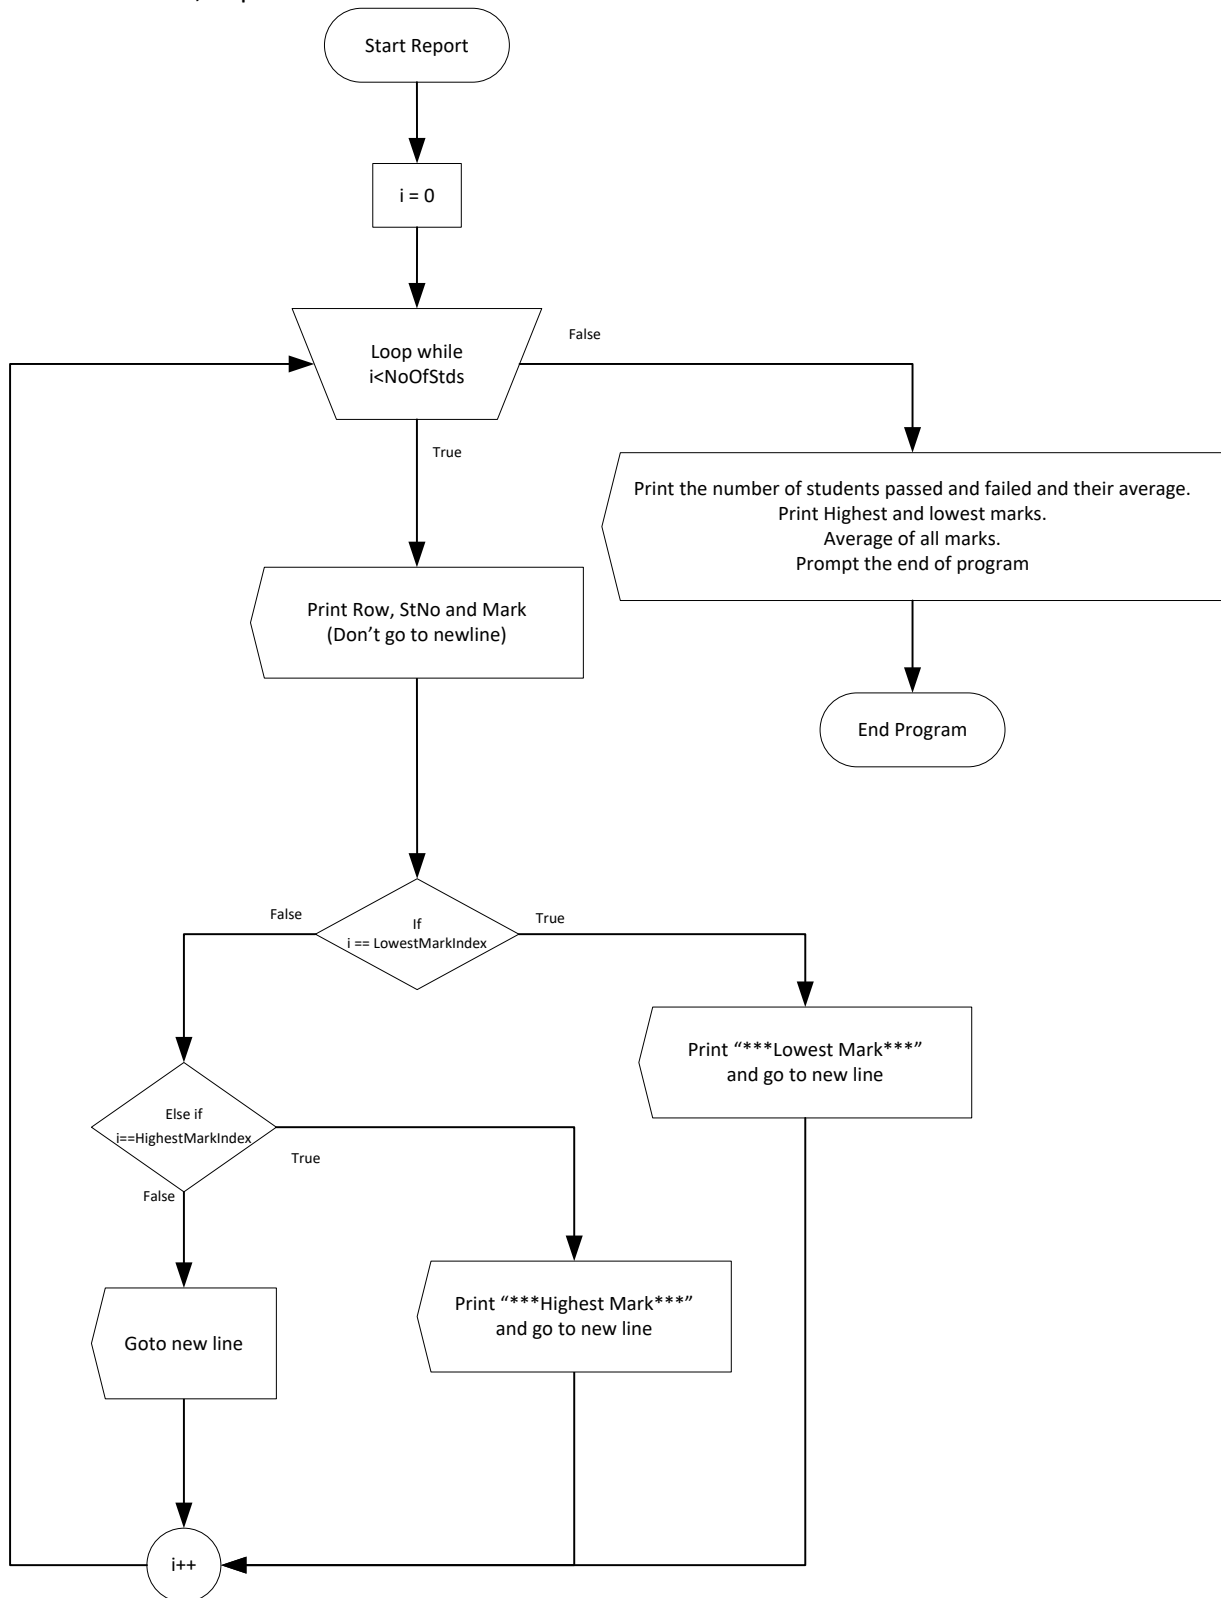 Start Report
i = 0
Loop while
i<NoOfStds
False
True
Print the number of students passed and failed and their average.
Print Highest and lowest marks.
Average of all marks.
Prompt the end of program
Print Row, StNo and Mark
(Don’t go to newline)
End Program
False
If
i == LowestMarkIndex
True
Print “***Lowest Mark***”
and go to new line
Else if
i==HighestMarkIndex
True
False
Print “***Highest Mark***”
and go to new line
Goto new line
i++